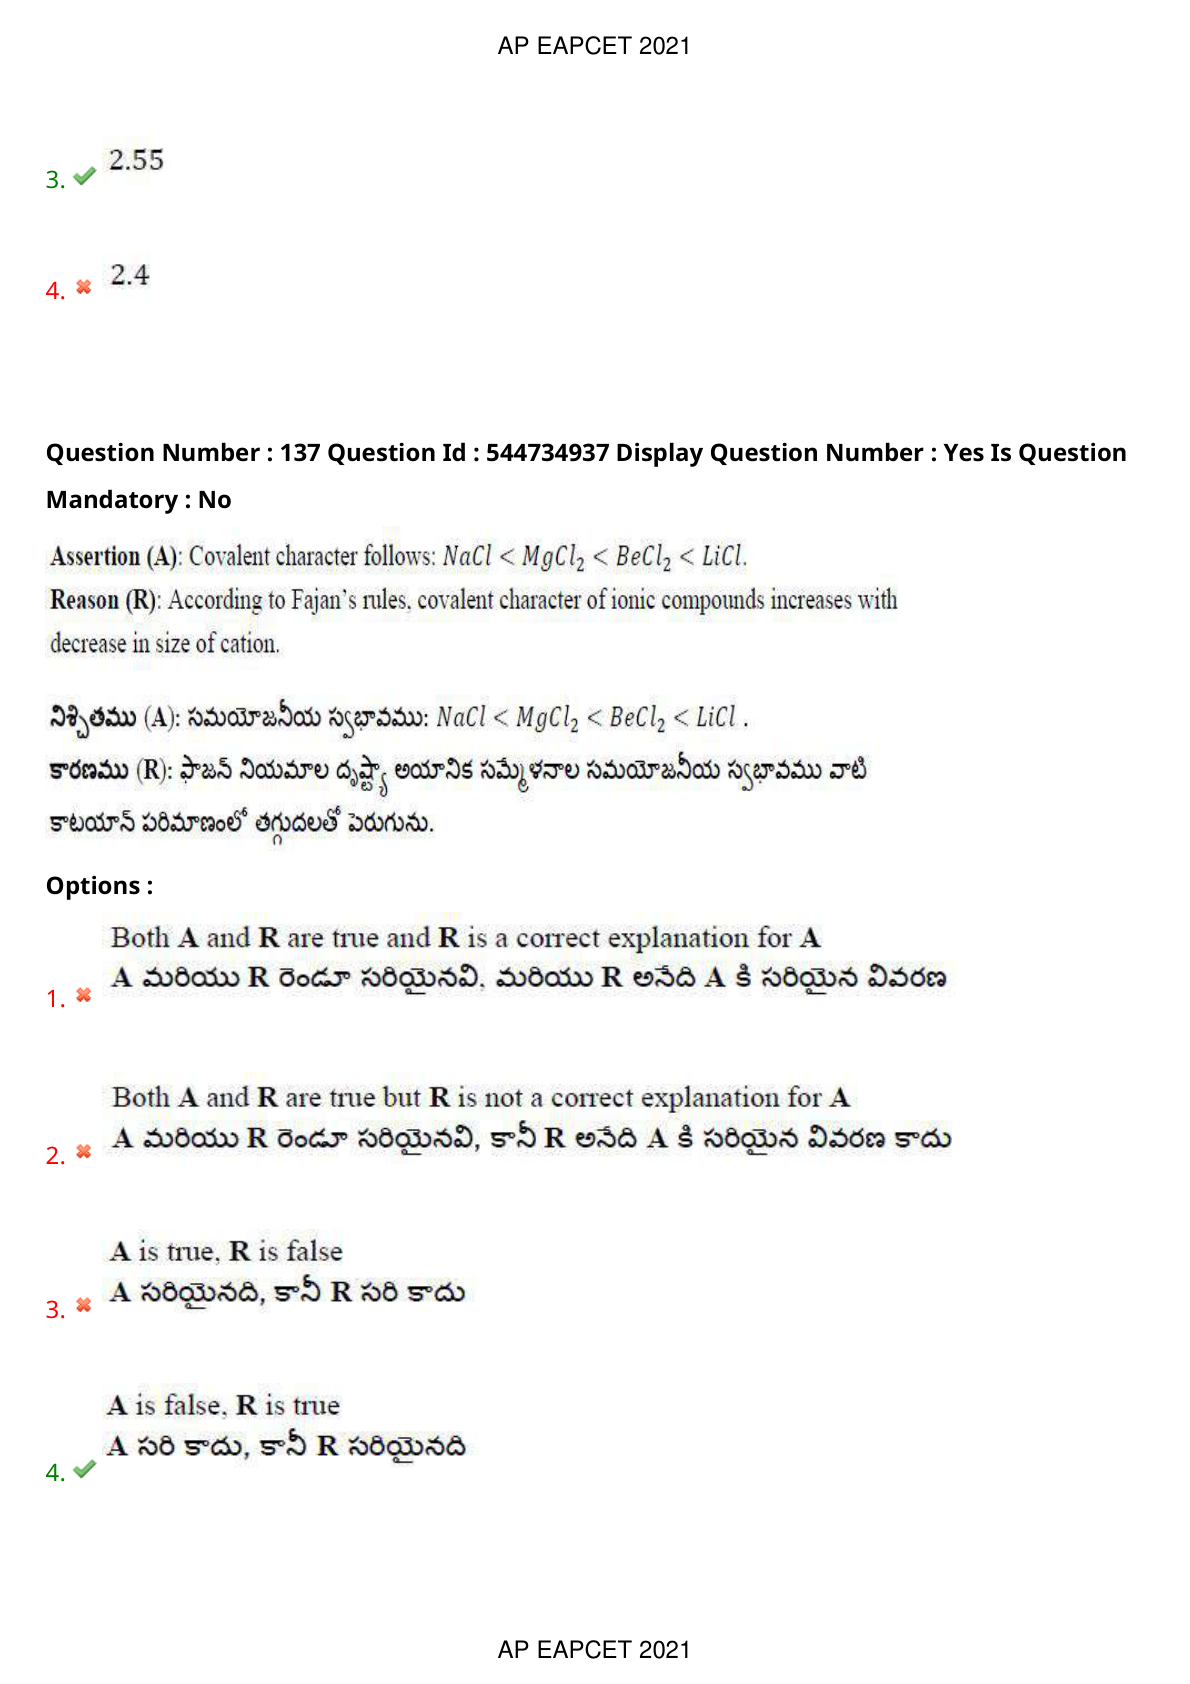 AP EAPCET 2021
2.55
3.
2.4
4.
Question Number : 137 Question Id : 544734937 Display Question Number : Yes Is Question
Mandatory : No
Assertion (A): Covalent character follows: NaCl < MgCl₂ < BeCl₂ < LiCl.
Reason (R): According to Fajan’s rules, covalent character of ionic compounds increases with
decrease in size of cation.
నిశ్చితము (A): సమయోజనీయ స్వభావము: NaCl < MgCl₂ < BeCl₂ < LiCl .
కారణము (R): ఫాజన్ నియమాల దృష్ట్యా అయానిక సమ్మేళనాల సమయోజనీయ స్వభావము వాటి
కాటయాన్ పరిమాణంలో తగ్గుదలతో పెరుగును.
Options :
Both A and R are true and R is a correct explanation for A
A మరియు R రెండూ సరియైనవి. మరియు R అనేది A కి సరియైన వివరణ
1.
Both A and R are true but R is not a correct explanation for A
A మరియు R రెండూ సరియైనవి, కానీ R అనేది A కి సరియైన వివరణ కాదు
2.
A is true, R is false
A సరియైనది, కానీ R సరి కాదు
3.
A is false, R is true
A సరి కాదు, కానీ R సరియైనది
4.
AP EAPCET 2021